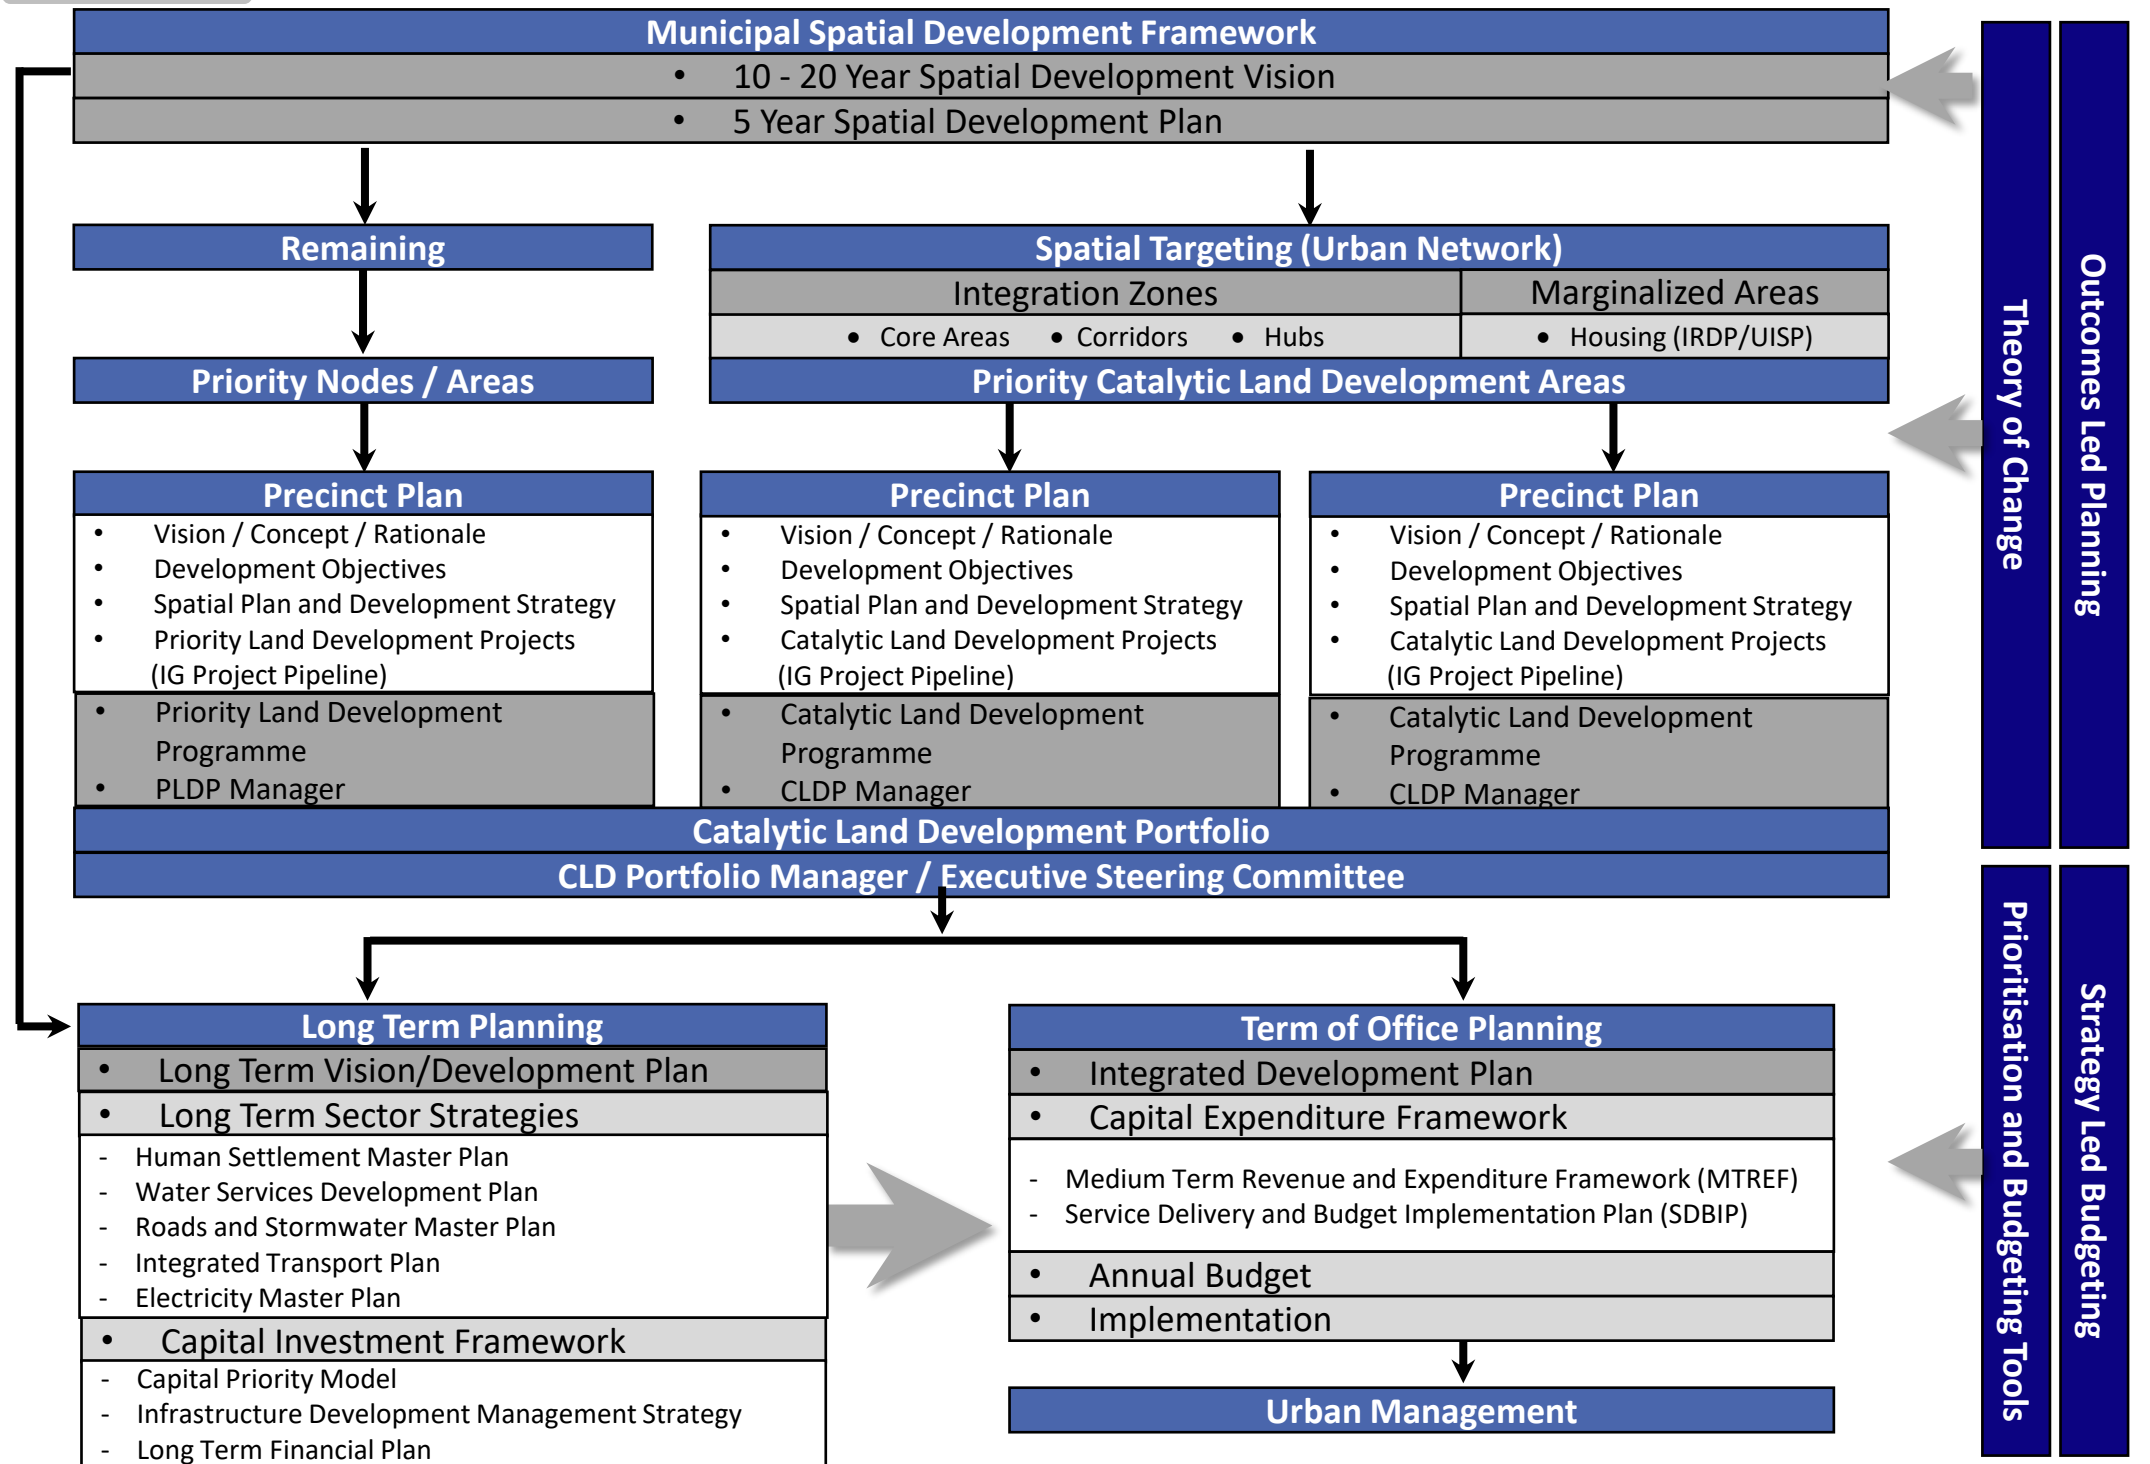 Municipal Spatial Development Framework
• 10 - 20 Year Spatial Development Vision
• 5 Year Spatial Development Plan
Remaining
Priority Nodes / Areas
Spatial Targeting (Urban Network)
Integration Zones
Marginalized Areas
• Core Areas • Corridors • Hubs
• Housing (IRDP/UISP)
Priority Catalytic Land Development Areas
Precinct Plan
• Vision / Concept / Rationale
• Development Objectives
• Spatial Plan and Development Strategy
• Priority Land Development Projects
(IG Project Pipeline)
• Priority Land Development
Programme
• PLDP Manager
Precinct Plan
• Vision / Concept / Rationale
• Development Objectives
• Spatial Plan and Development Strategy
• Catalytic Land Development Projects
(IG Project Pipeline)
• Catalytic Land Development
Programme
• CLDP Manager
Precinct Plan
• Vision / Concept / Rationale
• Development Objectives
• Spatial Plan and Development Strategy
• Catalytic Land Development Projects
(IG Project Pipeline)
• Catalytic Land Development
Programme
• CLDP Manager
Catalytic Land Development Portfolio
CLD Portfolio Manager / Executive Steering Committee
Long Term Planning
• Long Term Vision/Development Plan
• Long Term Sector Strategies
- Human Settlement Master Plan
- Water Services Development Plan
- Roads and Stormwater Master Plan
- Integrated Transport Plan
- Electricity Master Plan
• Capital Investment Framework
- Capital Priority Model
- Infrastructure Development Management Strategy
- Long Term Financial Plan
Term of Office Planning
• Integrated Development Plan
• Capital Expenditure Framework
- Medium Term Revenue and Expenditure Framework (MTREF)
- Service Delivery and Budget Implementation Plan (SDBIP)
• Annual Budget
• Implementation
Urban Management
Theory of Change
Outcomes Led Planning
Prioritisation and Budgeting Tools
Strategy Led Budgeting